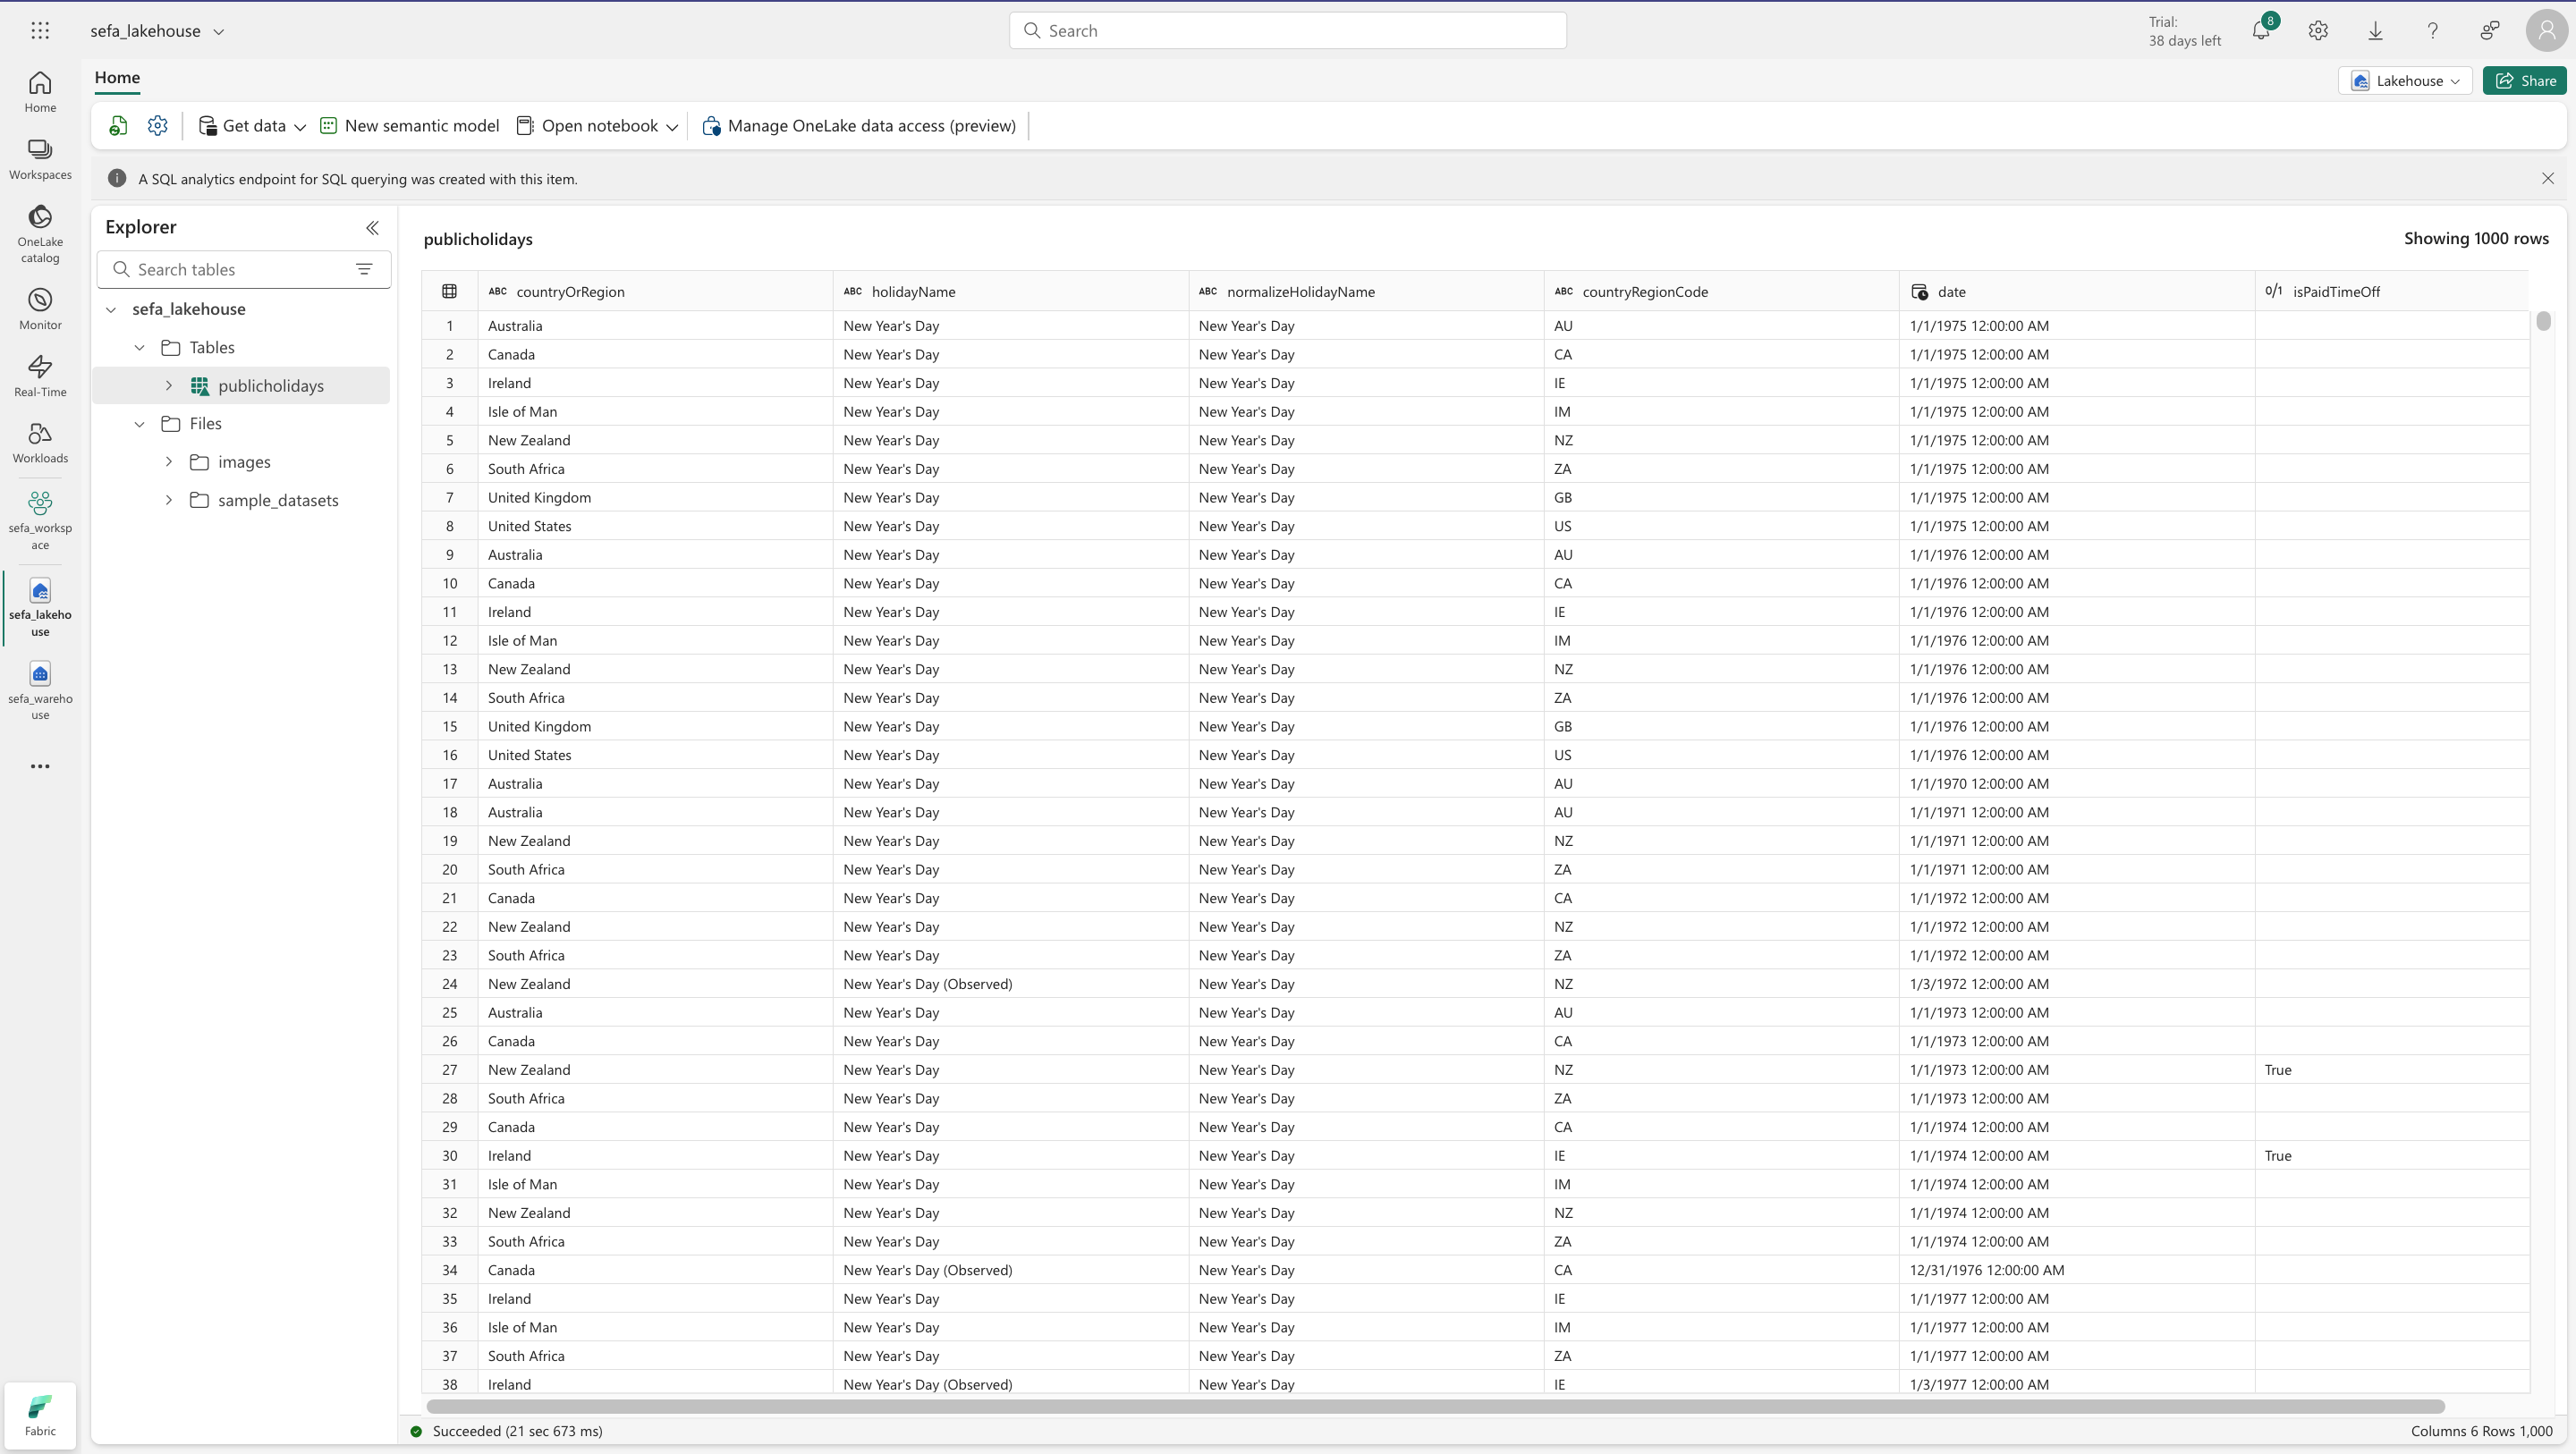 sefa_lakehouse
Search
Trial:
38 days left
8
Home
Lakehouse
Share
Get data
New semantic model
Open notebook
Manage OneLake data access (preview)
A SQL analytics endpoint for SQL querying was created with this item.
Home
Workspaces
OneLake
catalog
Monitor
Real-Time
Workloads
sefa_worksp
ace
sefa_lakeho
use
sefa_wareho
use
Fabric
Explorer
Search tables
sefa_lakehouse
Tables
publicholidays
Files
images
sample_datasets
publicholidays
Showing 1000 rows
ABC countryOrRegion ABC holidayName ABC normalizeHolidayName ABC countryRegionCode date 0/1 isPaidTimeOff
1 Australia New Year's Day New Year's Day AU 1/1/1975 12:00:00 AM
2 Canada New Year's Day New Year's Day CA 1/1/1975 12:00:00 AM
3 Ireland New Year's Day New Year's Day IE 1/1/1975 12:00:00 AM
4 Isle of Man New Year's Day New Year's Day IM 1/1/1975 12:00:00 AM
5 New Zealand New Year's Day New Year's Day NZ 1/1/1975 12:00:00 AM
6 South Africa New Year's Day New Year's Day ZA 1/1/1975 12:00:00 AM
7 United Kingdom New Year's Day New Year's Day GB 1/1/1975 12:00:00 AM
8 United States New Year's Day New Year's Day US 1/1/1975 12:00:00 AM
9 Australia New Year's Day New Year's Day AU 1/1/1976 12:00:00 AM
10 Canada New Year's Day New Year's Day CA 1/1/1976 12:00:00 AM
11 Ireland New Year's Day New Year's Day IE 1/1/1976 12:00:00 AM
12 Isle of Man New Year's Day New Year's Day IM 1/1/1976 12:00:00 AM
13 New Zealand New Year's Day New Year's Day NZ 1/1/1976 12:00:00 AM
14 South Africa New Year's Day New Year's Day ZA 1/1/1976 12:00:00 AM
15 United Kingdom New Year's Day New Year's Day GB 1/1/1976 12:00:00 AM
16 United States New Year's Day New Year's Day US 1/1/1976 12:00:00 AM
17 Australia New Year's Day New Year's Day AU 1/1/1970 12:00:00 AM
18 Australia New Year's Day New Year's Day AU 1/1/1971 12:00:00 AM
19 New Zealand New Year's Day New Year's Day NZ 1/1/1971 12:00:00 AM
20 South Africa New Year's Day New Year's Day ZA 1/1/1971 12:00:00 AM
21 Canada New Year's Day New Year's Day CA 1/1/1972 12:00:00 AM
22 New Zealand New Year's Day New Year's Day NZ 1/1/1972 12:00:00 AM
23 South Africa New Year's Day New Year's Day ZA 1/1/1972 12:00:00 AM
24 New Zealand New Year's Day (Observed) New Year's Day NZ 1/3/1972 12:00:00 AM
25 Australia New Year's Day New Year's Day AU 1/1/1973 12:00:00 AM
26 Canada New Year's Day New Year's Day CA 1/1/1973 12:00:00 AM
27 New Zealand New Year's Day New Year's Day NZ 1/1/1973 12:00:00 AM True
28 South Africa New Year's Day New Year's Day ZA 1/1/1973 12:00:00 AM
29 Canada New Year's Day New Year's Day CA 1/1/1974 12:00:00 AM
30 Ireland New Year's Day New Year's Day IE 1/1/1974 12:00:00 AM True
31 Isle of Man New Year's Day New Year's Day IM 1/1/1974 12:00:00 AM
32 New Zealand New Year's Day New Year's Day NZ 1/1/1974 12:00:00 AM
33 South Africa New Year's Day New Year's Day ZA 1/1/1974 12:00:00 AM
34 Canada New Year's Day (Observed) New Year's Day CA 12/31/1976 12:00:00 AM
35 Ireland New Year's Day New Year's Day IE 1/1/1977 12:00:00 AM
36 Isle of Man New Year's Day New Year's Day IM 1/1/1977 12:00:00 AM
37 South Africa New Year's Day New Year's Day ZA 1/1/1977 12:00:00 AM
38 Ireland New Year's Day (Observed) New Year's Day IE 1/3/1977 12:00:00 AM
Succeeded (21 sec 673 ms)
Columns 6 Rows 1,000